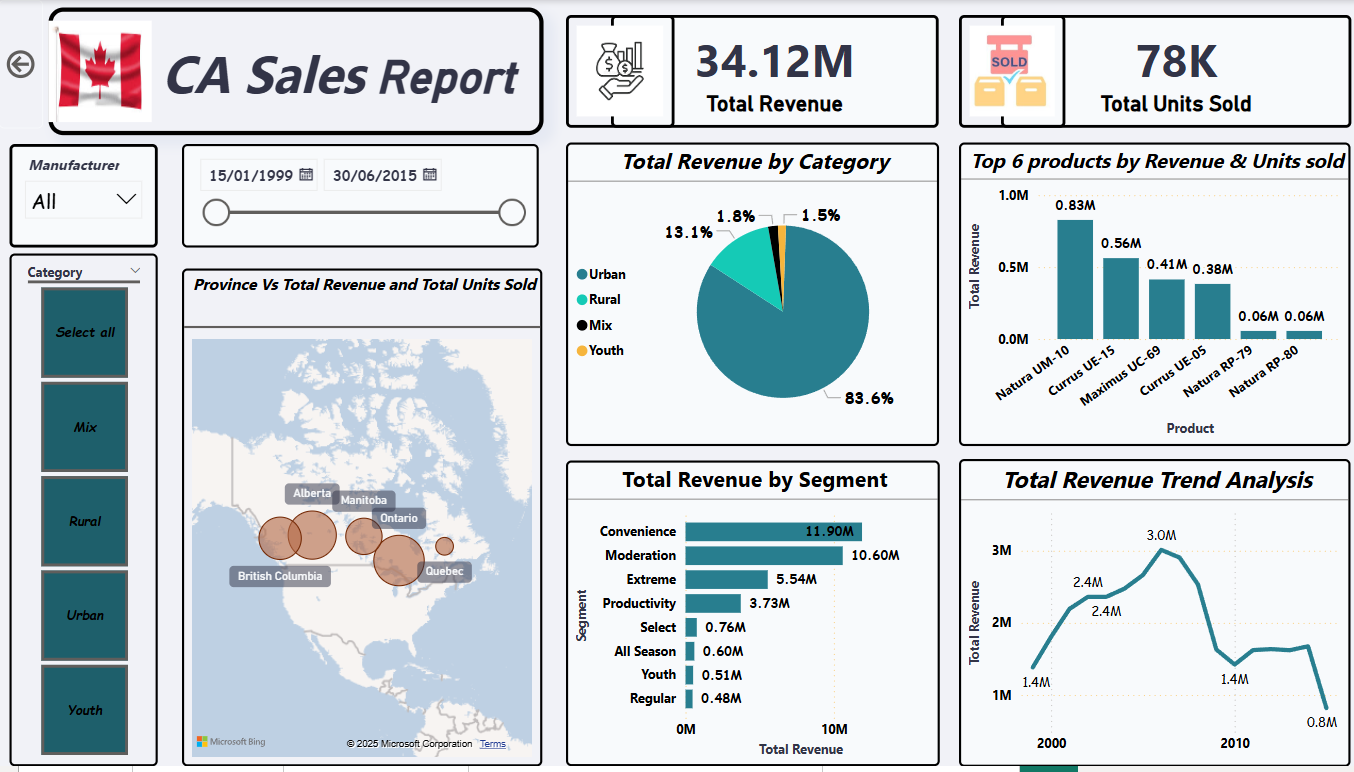 CA Sales Report
34.12M
Total Revenue
SOLD
78K
Total Units Sold
Manufacturer
All
15/01/1999
30/06/2015
Category
Select all
Mix
Rural
Urban
Youth
Province Vs Total Revenue and Total Units Sold
Alberta
Manitoba
Ontario
British Columbia
Quebec
Microsoft Bing
© 2025 Microsoft Corporation Terms
Total Revenue by Category
1.8%
1.5%
13.1%
83.6%
Urban
Rural
Mix
Youth
Top 6 products by Revenue & Units sold
Total Revenue
1.0M
0.5M
0.0M
0.83M
0.56M
0.41M
0.38M
0.06M
0.06M
Natura UM-10
Currus UE-15
Maximus UC-69
Currus UE-05
Natura RP-79
Natura RP-80
Product
Total Revenue by Segment
Segment
Convenience 11.90M
Moderation 10.60M
Extreme 5.54M
Productivity 3.73M
Select 0.76M
All Season 0.60M
Youth 0.51M
Regular 0.48M
0M 10M
Total Revenue
Total Revenue Trend Analysis
Total Revenue
3M
2M
1M
1.4M
2.4M
2.4M
3.0M
1.4M
0.8M
2000 2010